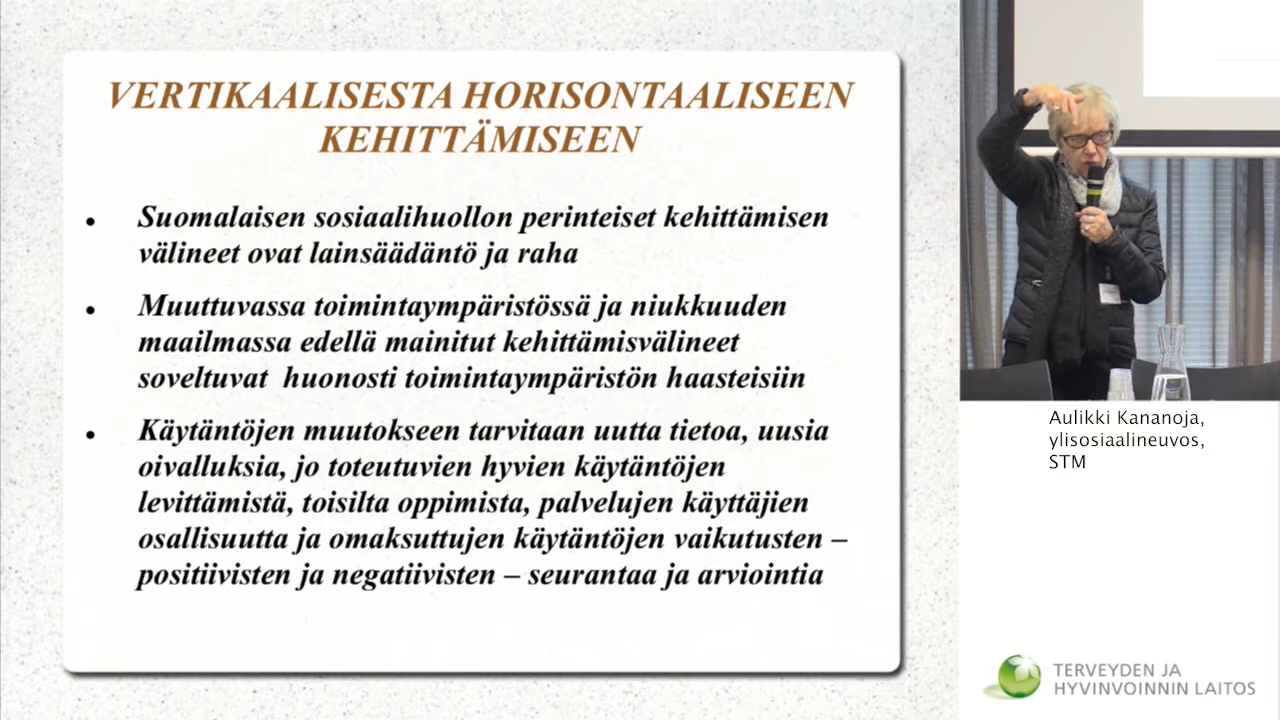 VERTIKAALISESTA HORISONTAALISEEN
KEHITTÄMISEEN
Suomalaisen sosiaalihuollon perinteiset kehittämisen
välineet ovat lainsäädäntö ja raha
Muuttuvassa toimintaympäristössä ja niukkuuden
maailmassa edellä mainitut kehittämisvälineet
soveltuvat huonosti toimintaympäristön haasteisiin
Käytäntöjen muutokseen tarvitaan uutta tietoa, uusia
oivalluksia, jo toteutuvien hyvien käytäntöjen
levittämistä, toisilta oppimista, palvelujen käyttäjien
osallisuutta ja omaksuttujen käytäntöjen vaikutusten –
positiivisten ja negatiivisten – seurantaa ja arviointia
Aulikki Kananoja,
ylisosiaalineuvos,
STM
TERVEYDEN JA
HYVINVOINNIN LAITOS